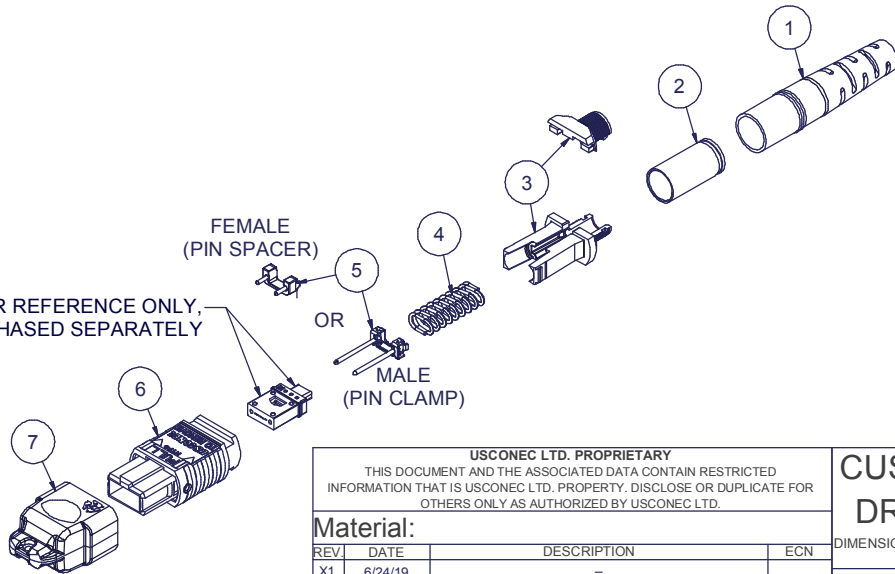 1
2
3
FEMALE
(PIN SPACER)
4
5
R REFERENCE ONLY,
HASED SEPARATELY
OR
MALE
(PIN CLAMP)
6
7
USCONEC LTD. PROPRIETARY
THIS DOCUMENT AND THE ASSOCIATED DATA CONTAIN RESTRICTED
INFORMATION THAT IS USCONEC LTD. PROPERTY. DISCLOSE OR DUPLICATE FOR
OTHERS ONLY AS AUTHORIZED BY USCONEC LTD.
Material:
REV. DATE DESCRIPTION ECN
X1 6/24/19 –
CUS
DR
DIMENSIO